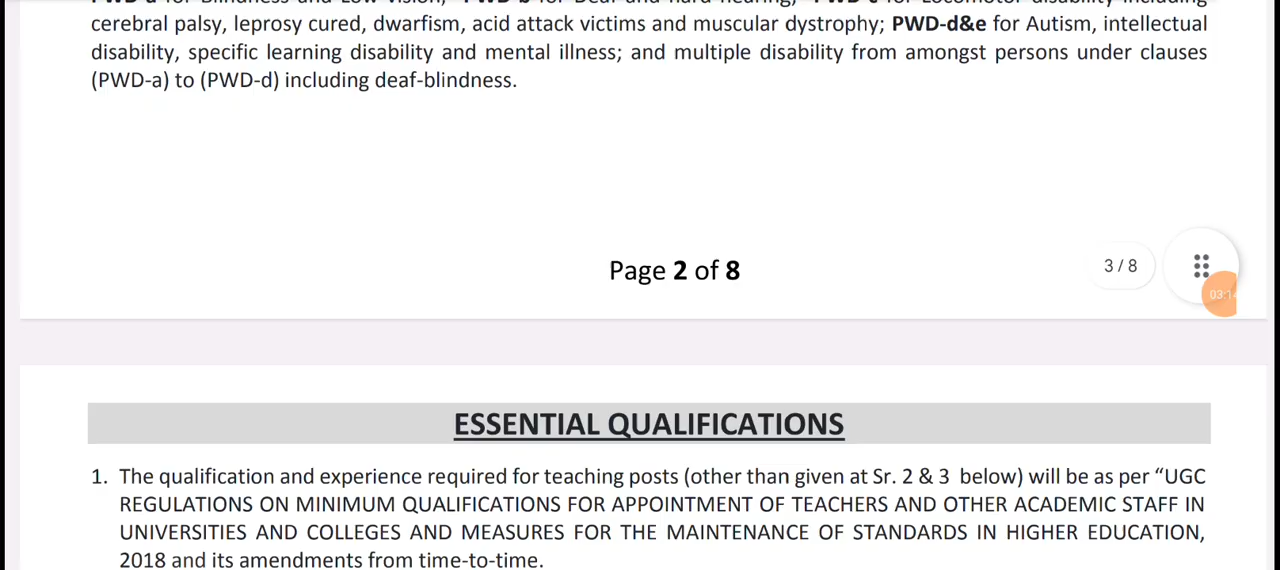 cerebral palsy, leprosy cured, dwarfism, acid attack victims and muscular dystrophy; PWD-d&e for Autism, intellectual
disability, specific learning disability and mental illness; and multiple disability from amongst persons under clauses
(PWD-a) to (PWD-d) including deaf-blindness.
Page 2 of 8
3 / 8
ESSENTIAL QUALIFICATIONS
1. The qualification and experience required for teaching posts (other than given at Sr. 2 & 3 below) will be as per “UGC
REGULATIONS ON MINIMUM QUALIFICATIONS FOR APPOINTMENT OF TEACHERS AND OTHER ACADEMIC STAFF IN
UNIVERSITIES AND COLLEGES AND MEASURES FOR THE MAINTENANCE OF STANDARDS IN HIGHER EDUCATION,
2018 and its amendments from time-to-time.